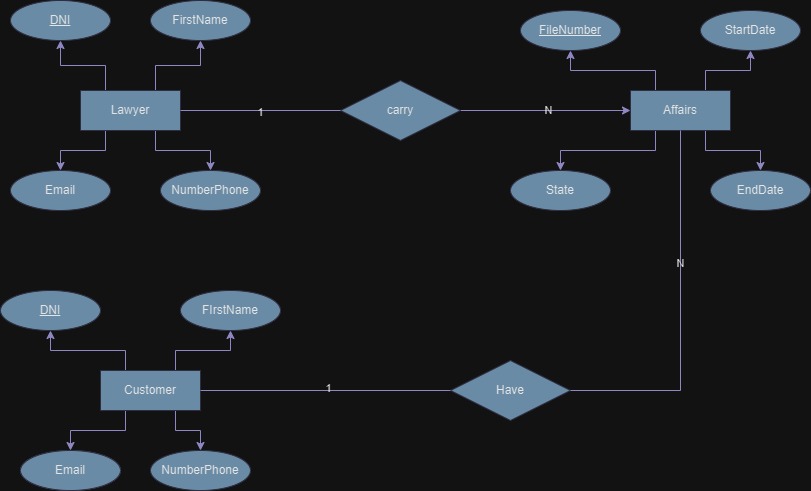 DNI
FirstName
FileNumber
StartDate
Lawyer
1
carry
N
Affairs
Email
NumberPhone
State
EndDate
N
DNI
FIrstName
Customer
1
Have
Email
NumberPhone